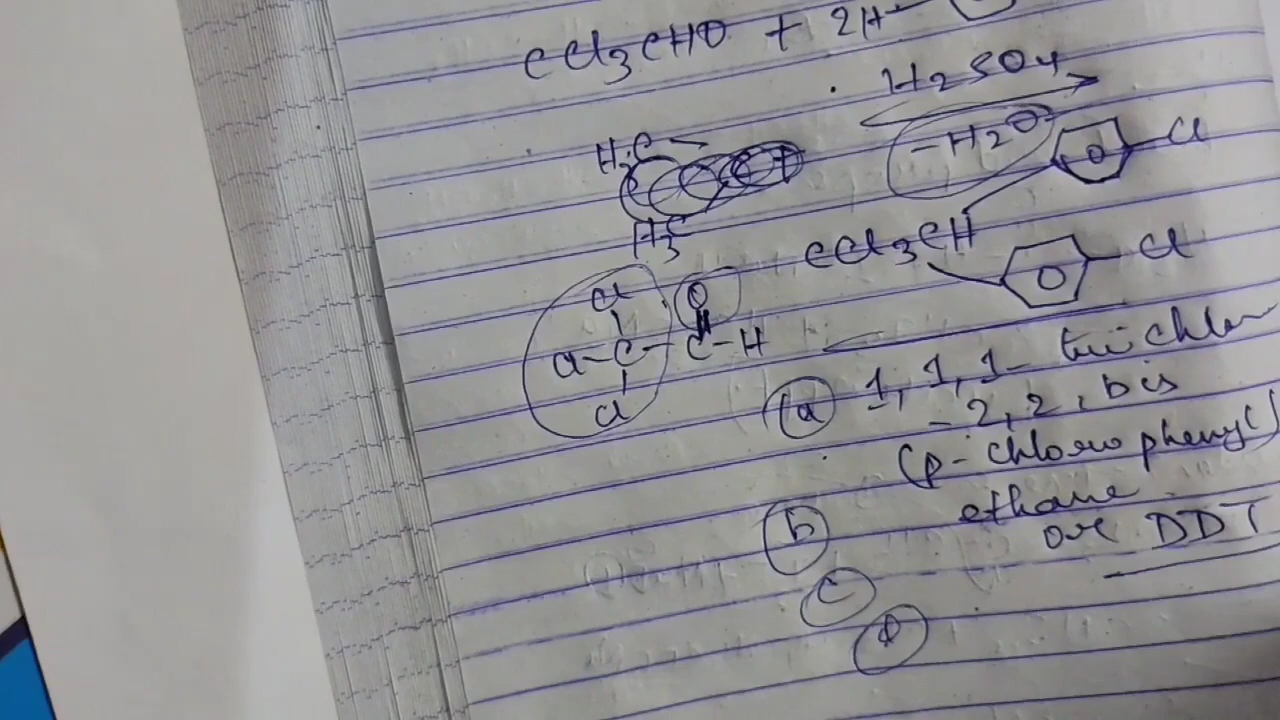 CCl3CHO + 2H-
H2SO4
-H2O
H3C -
Cl
H3C
CCl3CH
Cl
Cl O
Cl-C-C-H
Cl
(a) 1, 1, 1- trichlor
- 2, 2, bis
(p- chlorophenyl)
ethane
or DDT
(b)
(c)